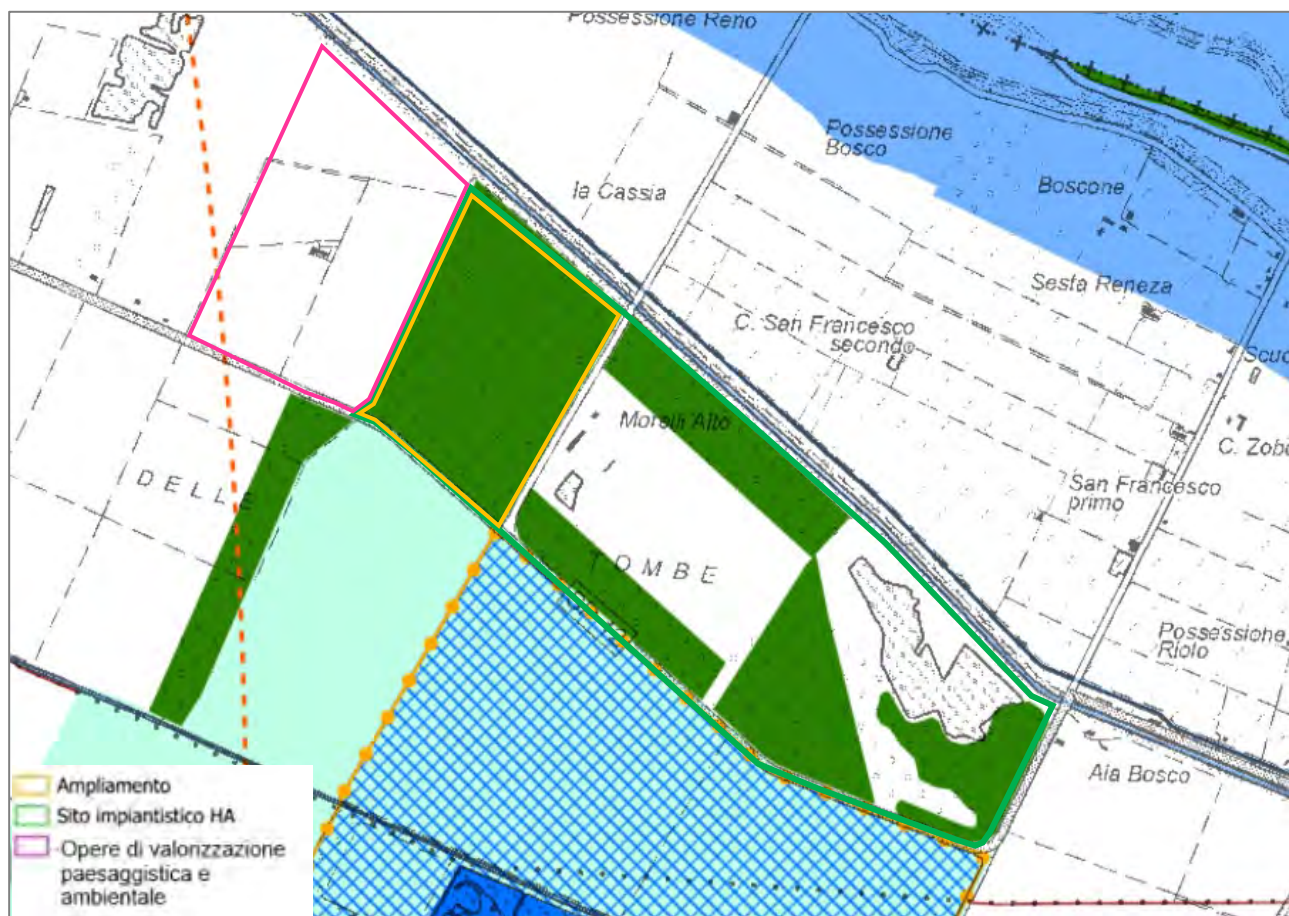 Possessione Reno
Possessione
Bosco
la Cassia
Boscone
Sesta Reneza
C. San Francesco
secondo
Morelli Alto
C. Zobo
San Francesco
primo
DELLE
TOMBE
Possessione
Riolo
Aia Bosco
Ampliamento
Sito impiantistico HA
Opere di valorizzazione
paesaggistica e
ambientale